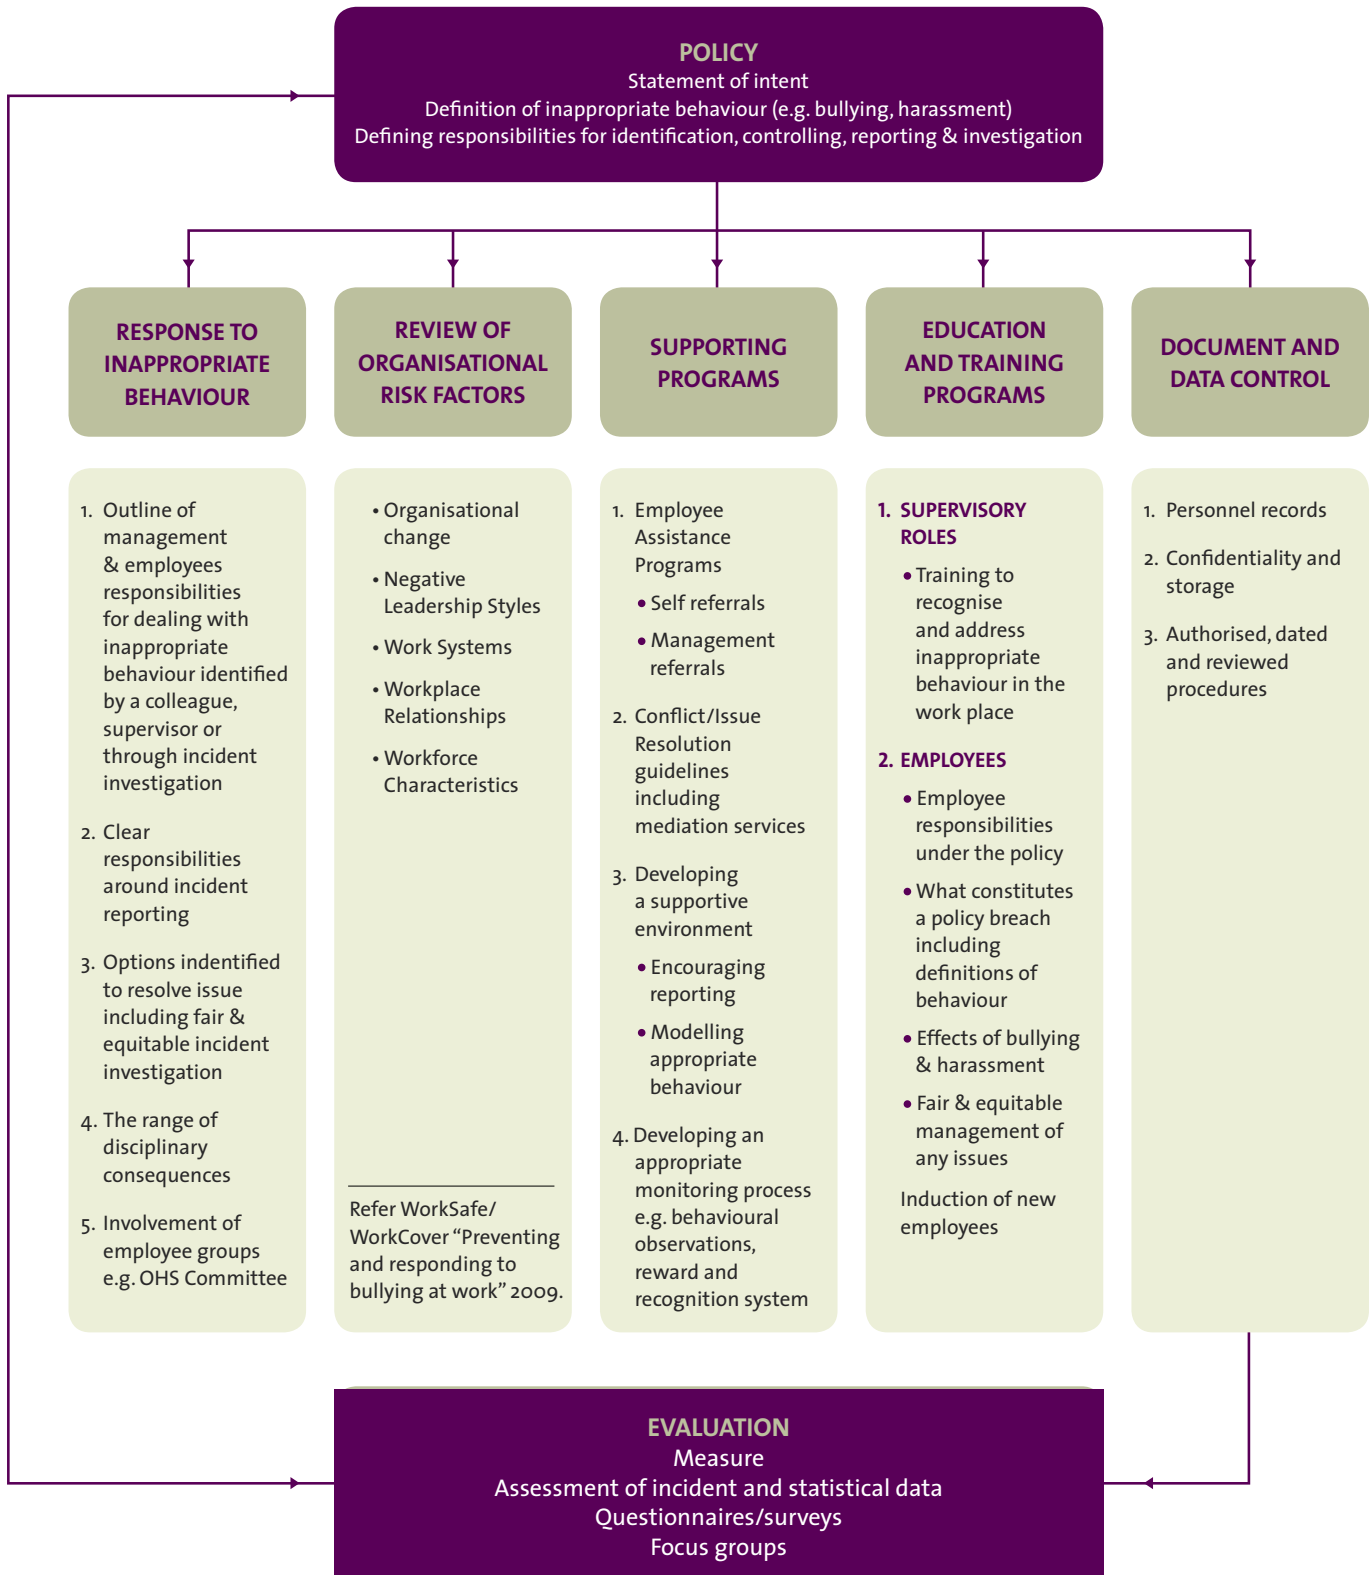 POLICY
Statement of intent
Definition of inappropriate behaviour (e.g. bullying, harassment)
Defining responsibilities for identification, controlling, reporting & investigation
RESPONSE TO
INAPPROPRIATE
BEHAVIOUR
REVIEW OF
ORGANISATIONAL
RISK FACTORS
SUPPORTING
PROGRAMS
EDUCATION
AND TRAINING
PROGRAMS
DOCUMENT AND
DATA CONTROL
1. Outline of
management
& employees
responsibilities
for dealing with
inappropriate
behaviour identified
by a colleague,
supervisor or
through incident
investigation
2. Clear
responsibilities
around incident
reporting
3. Options indentified
to resolve issue
including fair &
equitable incident
investigation
4. The range of
disciplinary
consequences
5. Involvement of
employee groups
e.g. OHS Committee
• Organisational
change
• Negative
Leadership Styles
• Work Systems
• Workplace
Relationships
• Workforce
Characteristics
Refer WorkSafe/
WorkCover “Preventing
and responding to
bullying at work” 2009.
1. Employee
Assistance
Programs
• Self referrals
• Management
referrals
2. Conflict/Issue
Resolution
guidelines
including
mediation services
3. Developing
a supportive
environment
• Encouraging
reporting
• Modelling
appropriate
behaviour
4. Developing an
appropriate
monitoring process
e.g. behavioural
observations,
reward and
recognition system
1. SUPERVISORY
ROLES
• Training to
recognise
and address
inappropriate
behaviour in the
work place
2. EMPLOYEES
• Employee
responsibilities
under the policy
• What constitutes
a policy breach
including
definitions of
behaviour
• Effects of bullying
& harassment
• Fair & equitable
management of
any issues
Induction of new
employees
1. Personnel records
2. Confidentiality and
storage
3. Authorised, dated
and reviewed
procedures
EVALUATION
Measure
Assessment of incident and statistical data
Questionnaires/surveys
Focus groups